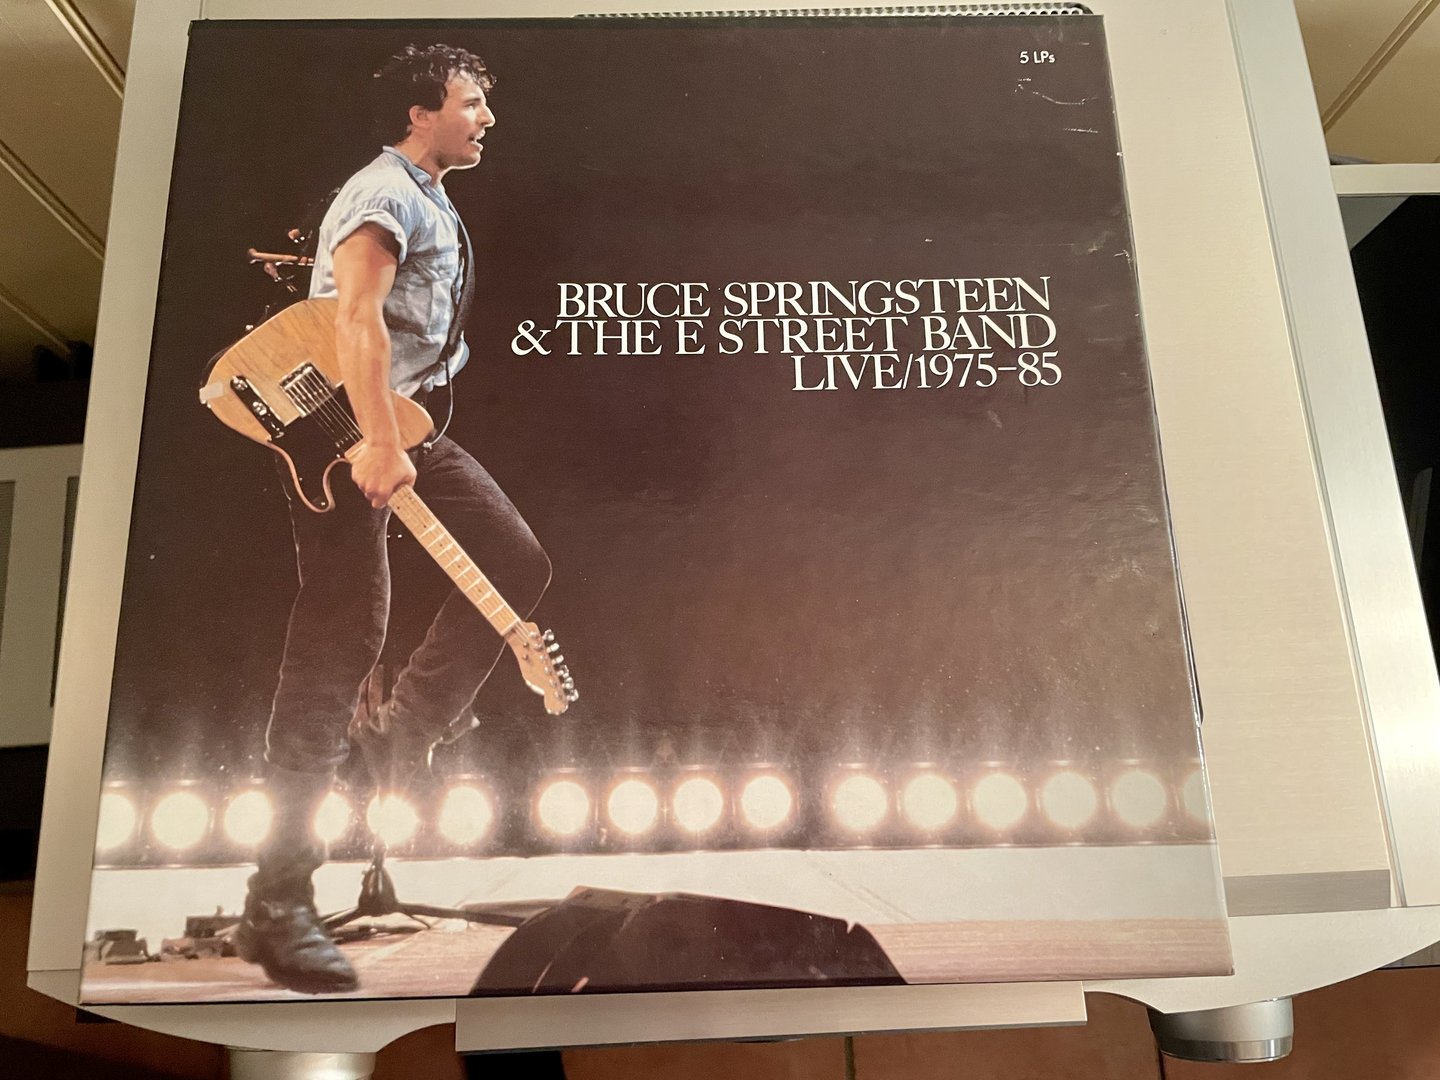 5 LPs
BRUCE SPRINGSTEEN
& THE E STREET BAND
LIVE/1975-85